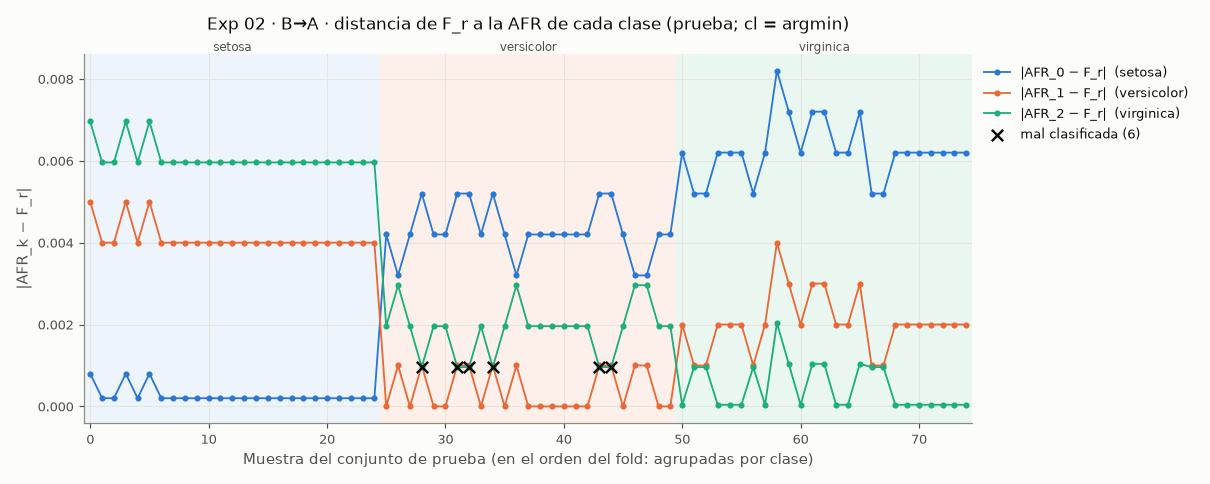 Exp 02 · B→A · distancia de F_r a la AFR de cada clase (prueba; cl = argmin)
setosa
versicolor
virginica
|AFR_0 − F_r| (setosa)
|AFR_1 − F_r| (versicolor)
|AFR_2 − F_r| (virginica)
mal clasificada (6)
|AFR_k − F_r|
0.008
0.006
0.004
0.002
0.000
0 10 20 30 40 50 60 70
Muestra del conjunto de prueba (en el orden del fold: agrupadas por clase)